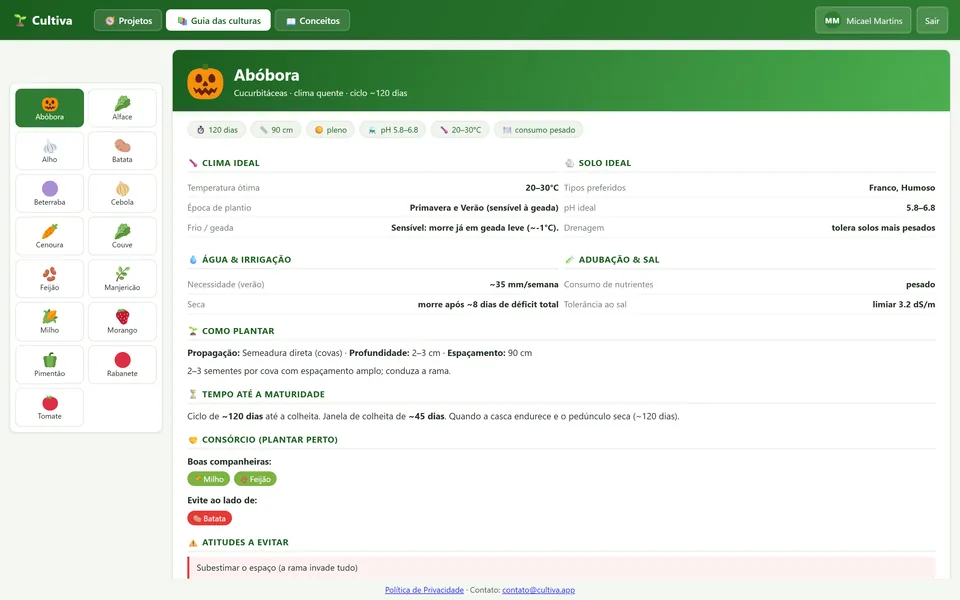 Cultiva
Projetos
Guia das culturas
Conceitos
MM Micael Martins
Sair
Abóbora
Alface
Alho
Batata
Beterraba
Cebola
Cenoura
Couve
Feijão
Manjericão
Milho
Morango
Pimentão
Rabanete
Tomate
Abóbora
Cucurbitáceas · clima quente · ciclo ~120 dias
120 dias
90 cm
pleno
pH 5.8–6.8
20–30°C
consumo pesado
CLIMA IDEAL
Temperatura ótima 20–30°C
Época de plantio Primavera e Verão (sensível à geada)
Frio / geada Sensível: morre já em geada leve (~-1°C).
SOLO IDEAL
Tipos preferidos Franco, Humoso
pH ideal 5.8–6.8
Drenagem tolera solos mais pesados
ÁGUA & IRRIGAÇÃO
Necessidade (verão) ~35 mm/semana
Seca morre após ~8 dias de déficit total
ADUBAÇÃO & SAL
Consumo de nutrientes pesado
Tolerância ao sal limiar 3.2 dS/m
COMO PLANTAR
Propagação: Semeadura direta (covas) · Profundidade: 2–3 cm · Espaçamento: 90 cm
2–3 sementes por cova com espaçamento amplo; conduza a rama.
TEMPO ATÉ A MATURIDADE
Ciclo de ~120 dias até a colheita. Janela de colheita de ~45 dias. Quando a casca endurece e o pedúnculo seca (~120 dias).
CONSÓRCIO (PLANTAR PERTO)
Boas companheiras:
Milho
Feijão
Evite ao lado de:
Batata
ATITUDES A EVITAR
Subestimar o espaço (a rama invade tudo)
Política de Privacidade · Contato: contato@cultiva.app